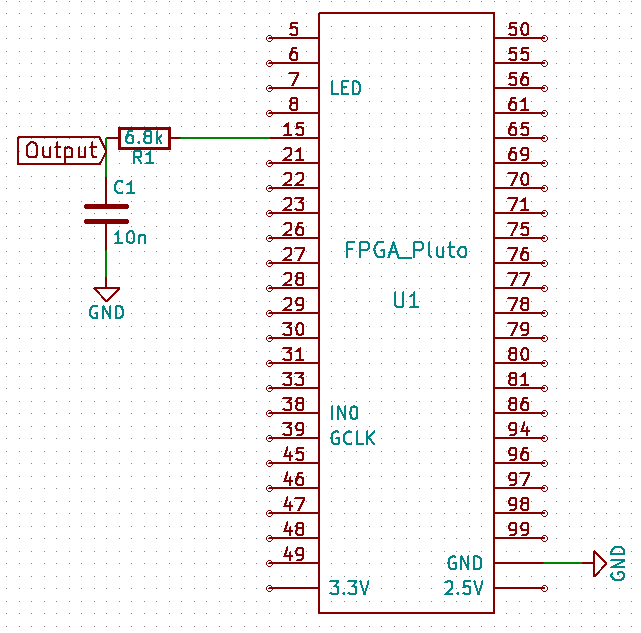 5 50
6 55
7 LED 56
8 61
Output 6.8k 15 65
R1 21 69
C1 22 70
23 71
10n 26 75
FPGA_Pluto
27 76
28 77
U1
GND 29 78
30 79
31 80
33 81
38 IN0 86
39 GCLK 94
45 96
46 97
47 98
48 99
49 GND GND
3.3V 2.5V